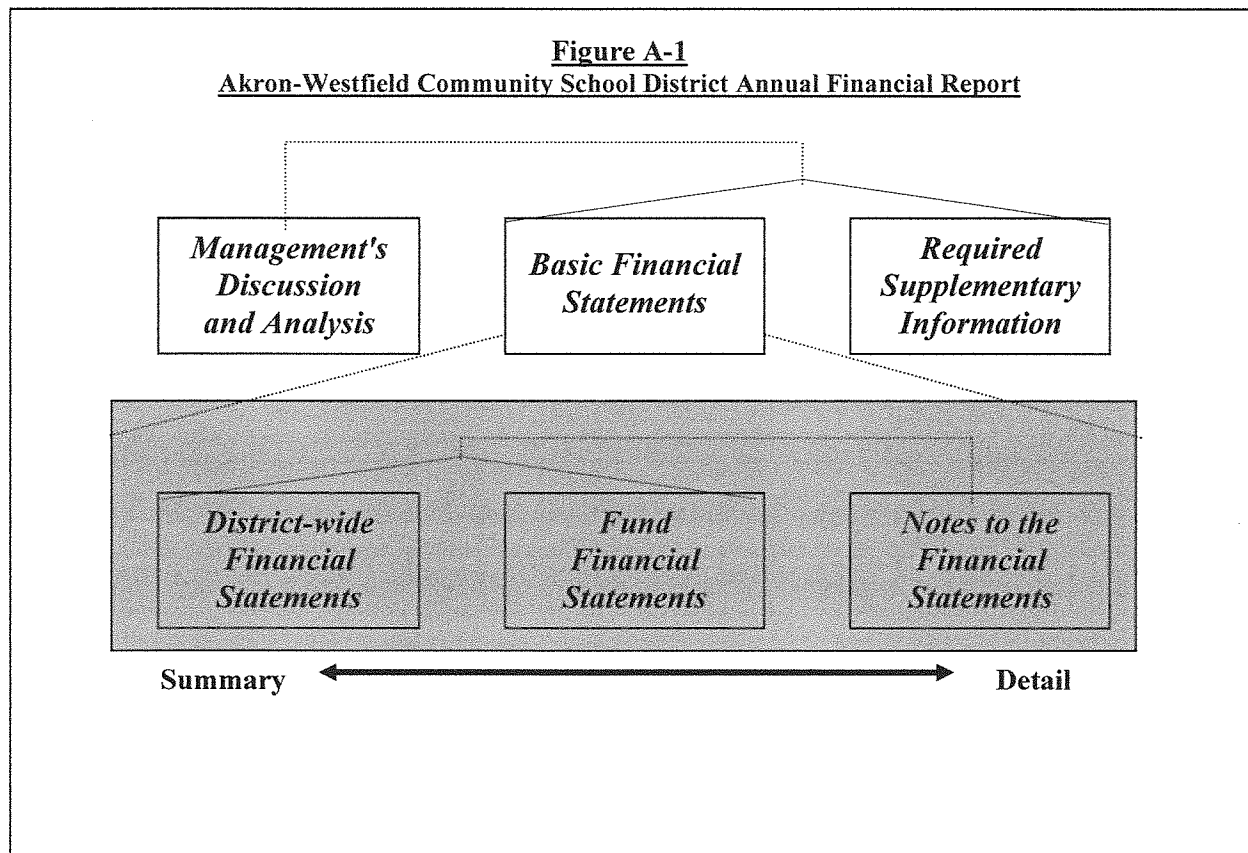 Figure A-1
Akron-Westfield Community School District Annual Financial Report
Management's
Discussion
and Analysis
Basic Financial
Statements
Required
Supplementary
Information
District-wide
Financial
Statements
Fund
Financial
Statements
Notes to the
Financial
Statements
Summary
Detail